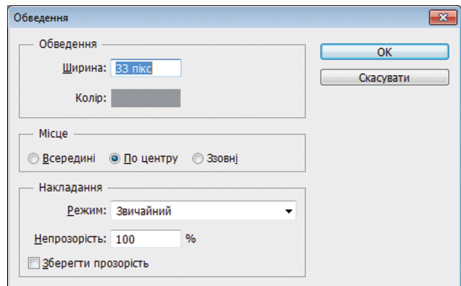 Обведення
Обведення
Ширина: 33 пікс
Колір:
OK
Скасувати
Місце
Всередині По центру Ззовні
Накладання
Режим: Звичайний
Непрозорість: 100 %
Зберегти прозорість